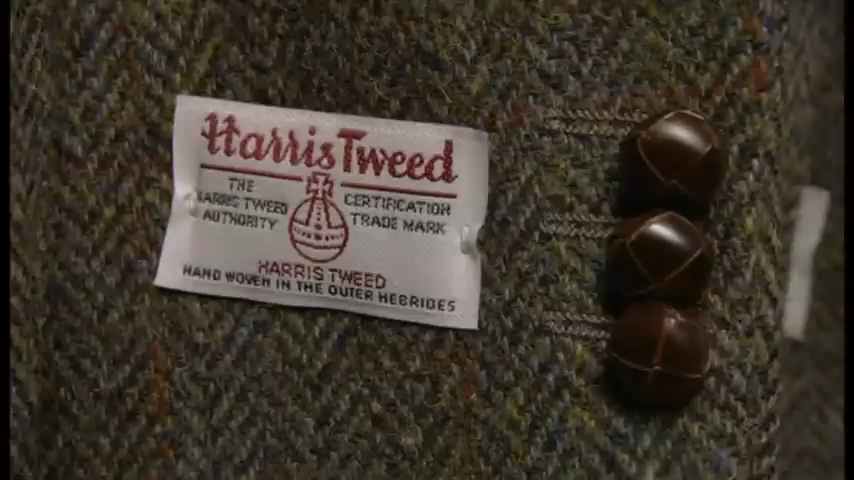 Harris Tweed
THE HARRIS TWEED AUTHORITY
CERTIFICATION TRADE MARK
HARRIS TWEED
HAND WOVEN IN THE OUTER HEBRIDES